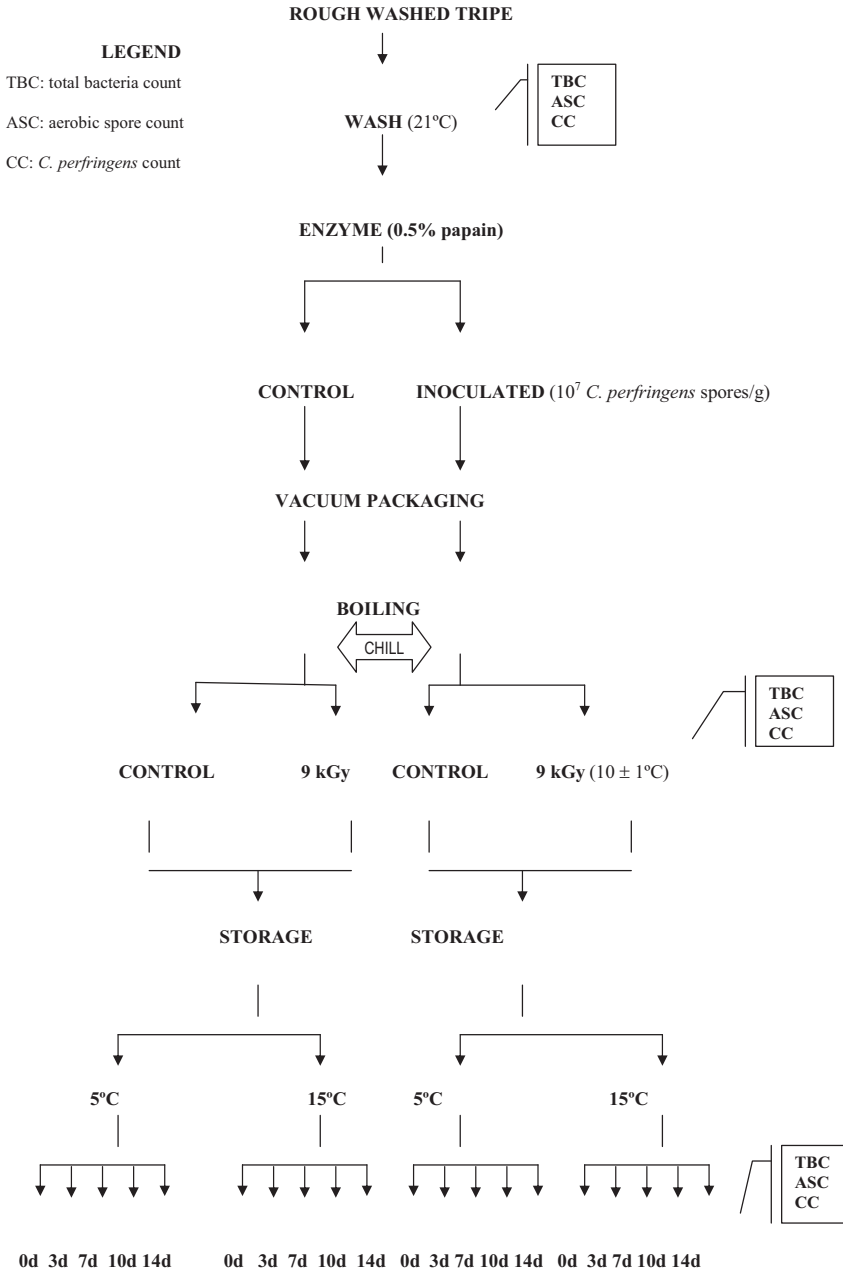 ROUGH WASHED TRIPE
LEGEND
TBC: total bacteria count
ASC: aerobic spore count
CC: C. perfringens count
WASH (21ºC)
TBC
ASC
CC
ENZYME (0.5% papain)
CONTROL INOCULATED (10⁷ C. perfringens spores/g)
VACUUM PACKAGING
BOILING
CHILL
TBC
ASC
CC
CONTROL 9 kGy CONTROL 9 kGy (10 ± 1ºC)
STORAGE STORAGE
5ºC 15ºC 5ºC 15ºC
TBC
ASC
CC
0d 3d 7d 10d 14d 0d 3d 7d 10d 14d 0d 3d 7d 10d 14d 0d 3d 7d 10d 14d